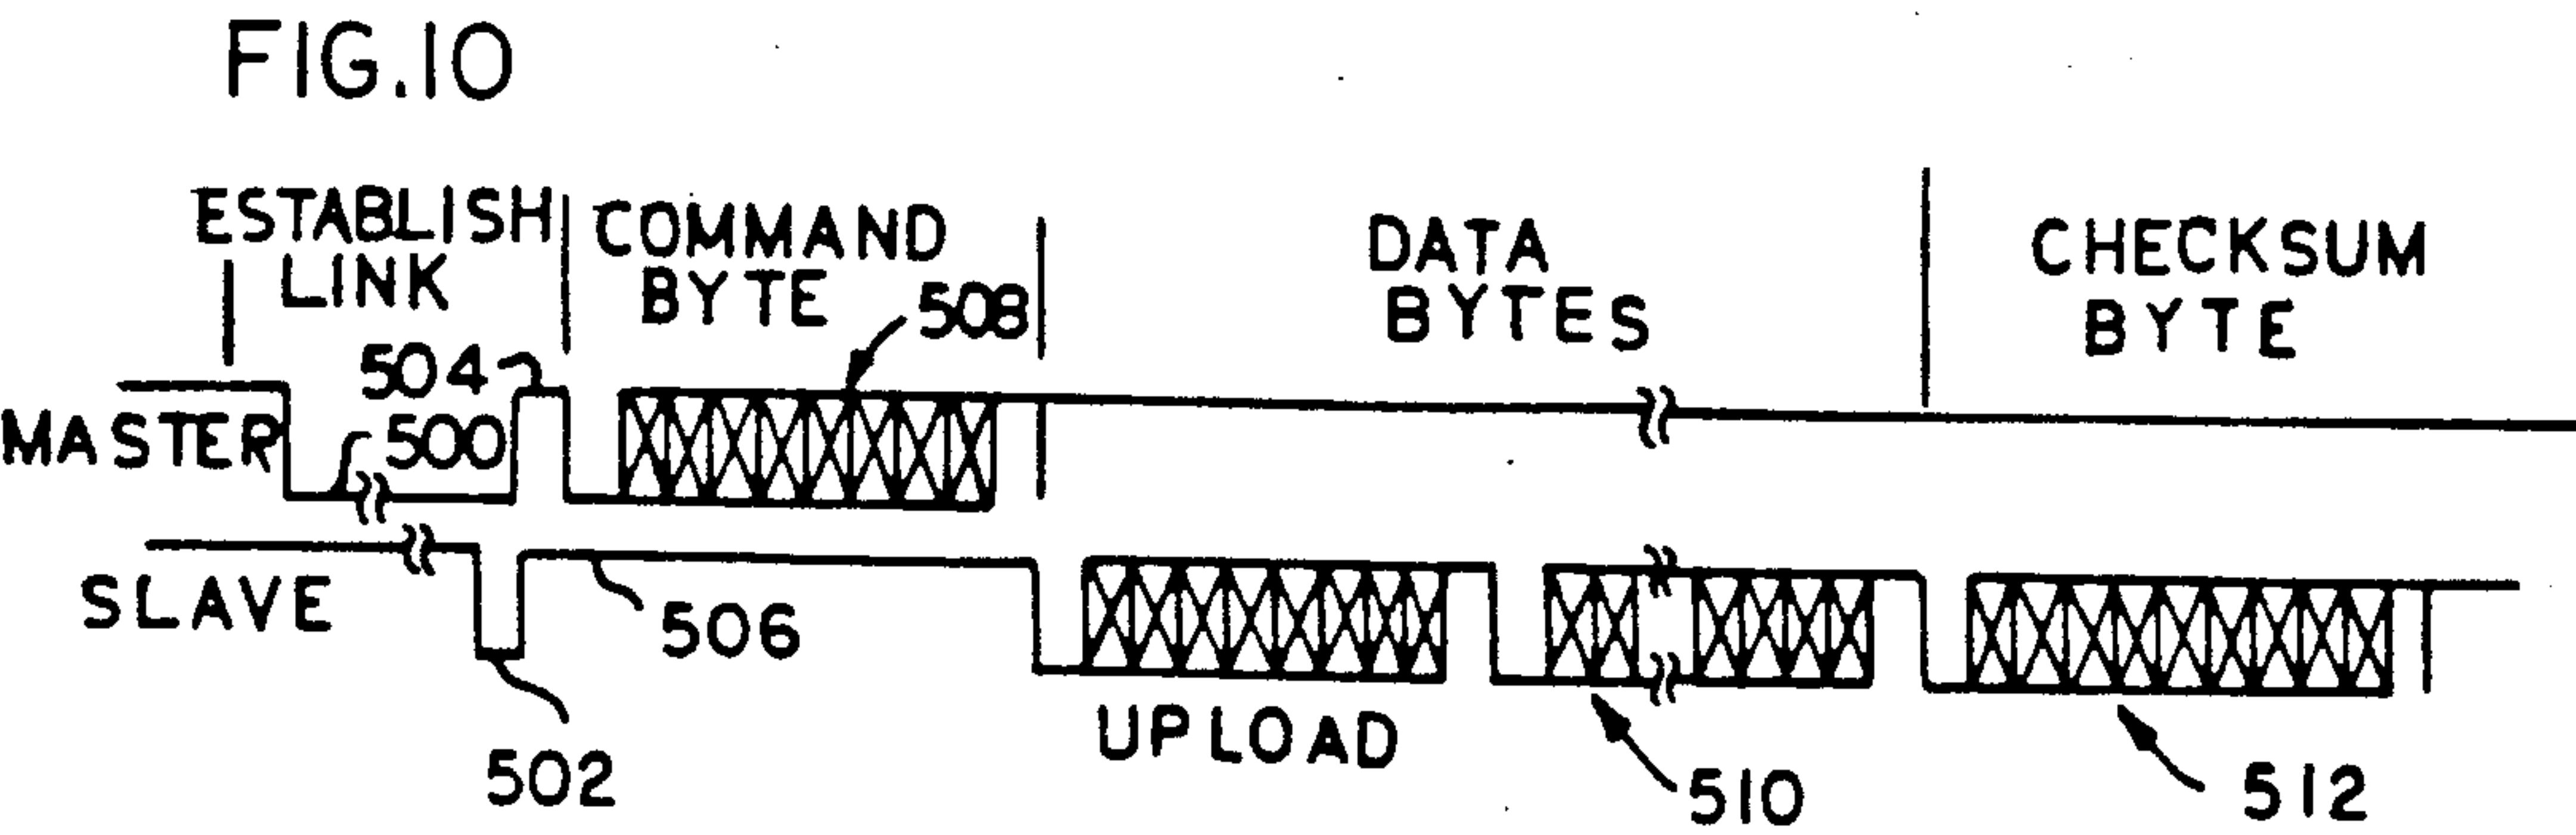 FIG.10
ESTABLISH
LINK
COMMAND
BYTE
508
DATA
BYTES
CHECKSUM
BYTE
504
MASTER
500
SLAVE
506
502
UPLOAD
510
512